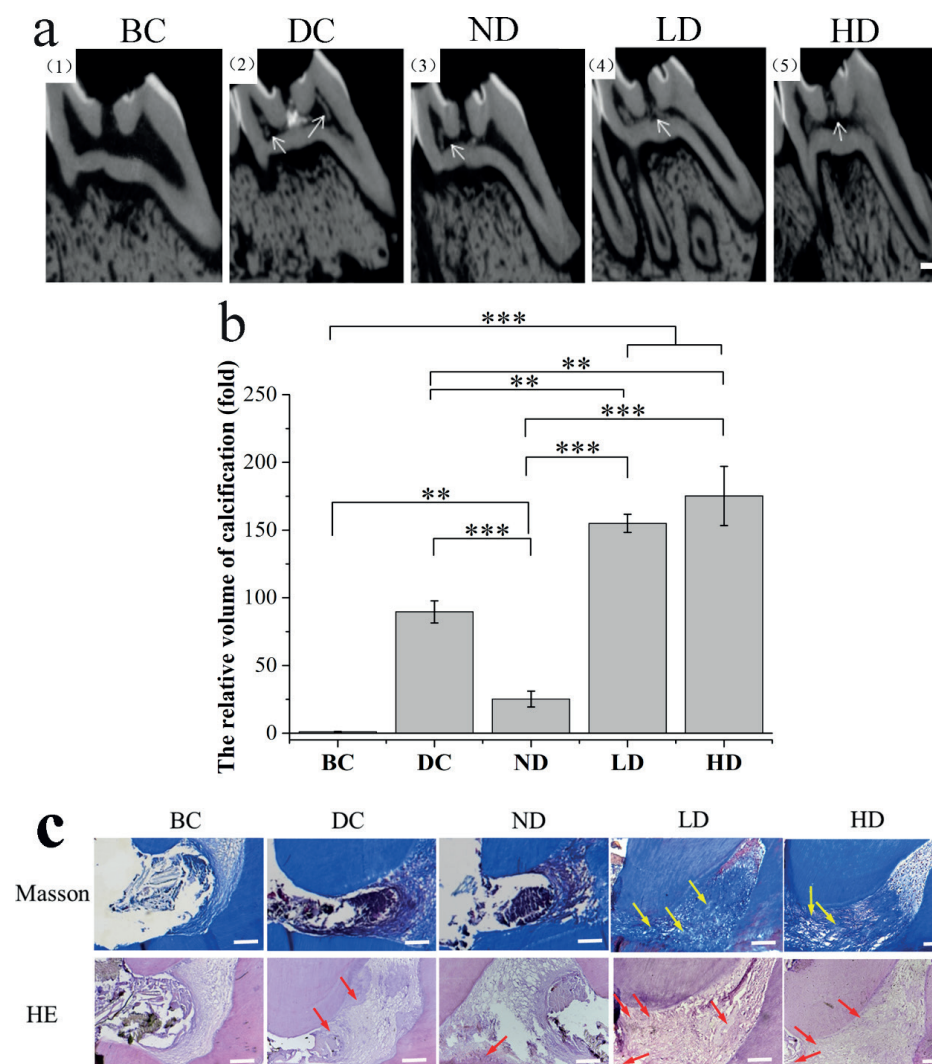 a
BC DC ND LD HD
(1) (2) (3) (4) (5)
b
***
**
**
***
***
**
***
The relative volume of calcification (fold)
250
200
150
100
50
0
BC DC ND LD HD
c
BC DC ND LD HD
Masson
HE